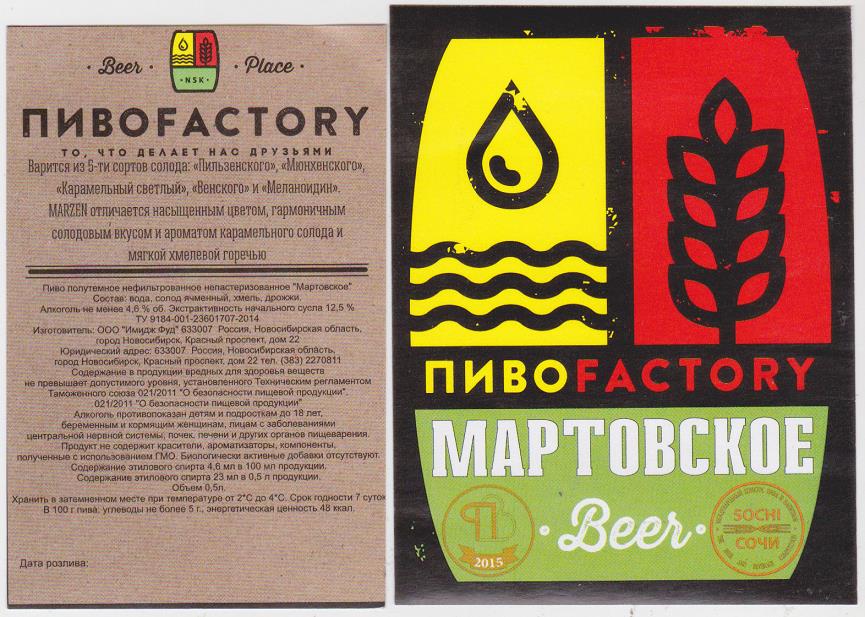 · Beer · · Place ·
· NSK ·
ПИВОFACTORY
ТО, ЧТО ДЕЛАЕТ НАС ДРУЗЬЯМИ
Варится из 5-ти сортов солода: «Пильзенского», «Мюнхенского»,
«Карамельный светлый», «Венского» и «Меланоидин».
MARZEN отличается насыщенным цветом, гармоничным
солодовым вкусом и ароматом карамельного солода и
мягкой хмелевой горечью
Пиво полутемное нефильтрованное непастеризованное "Мартовское"
Состав: вода, солод ячменный, хмель, дрожжи.
Алкоголь не менее 4,6 % об. Экстрактивность начального сусла 12,5 %
ТУ 9184-001-23601707-2014
Изготовитель: ООО "Имидж Фуд" 633007 Россия, Новосибирская область,
город Новосибирск, Красный проспект, дом 22
Юридический адрес: 633007 Россия, Новосибирская область,
город Новосибирск, Красный проспект, дом 22 тел. (383) 2270811
Содержание в продукции вредных для здоровья веществ
не превышает допустимого уровня, установленного Техническим регламентом
Таможенного союза 021/2011 "О безопасности пищевой продукции".
021/2011 "О безопасности пищевой продукции"
Алкоголь противопоказан детям и подросткам до 18 лет,
беременным и кормящим женщинам, лицам с заболеваниями
центральной нервной системы, почек, печени и других органов пищеварения.
Продукт не содержит красители, ароматизаторы, компоненты,
полученные с использованием ГМО. Биологически активные добавки отсутствуют.
Содержание этилового спирта 4,6 мл в 100 мл продукции.
Содержание этилового спирта 23 мл в 0,5 л продукции.
Объем 0,5л.
Хранить в затемненном месте при температуре от 2°С до 4°С. Срок годности 7 суток
В 100 г пива: углеводы не более 5 г., энергетическая ценность 48 ккал.
Дата розлива:
ПИВОFACTORY
МАРТОВСКОЕ
· Beer ·
2015
SOCHI
СОЧИ